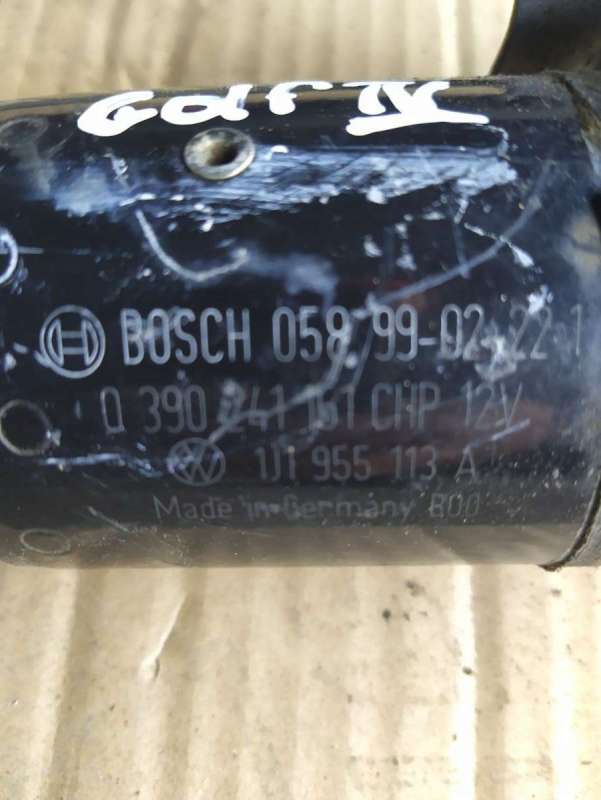 Golf IV
BOSCH 058 99-02-22 1
0 390 241 161 CHP 12V
1J1 955 113 A
Made in Germany 800